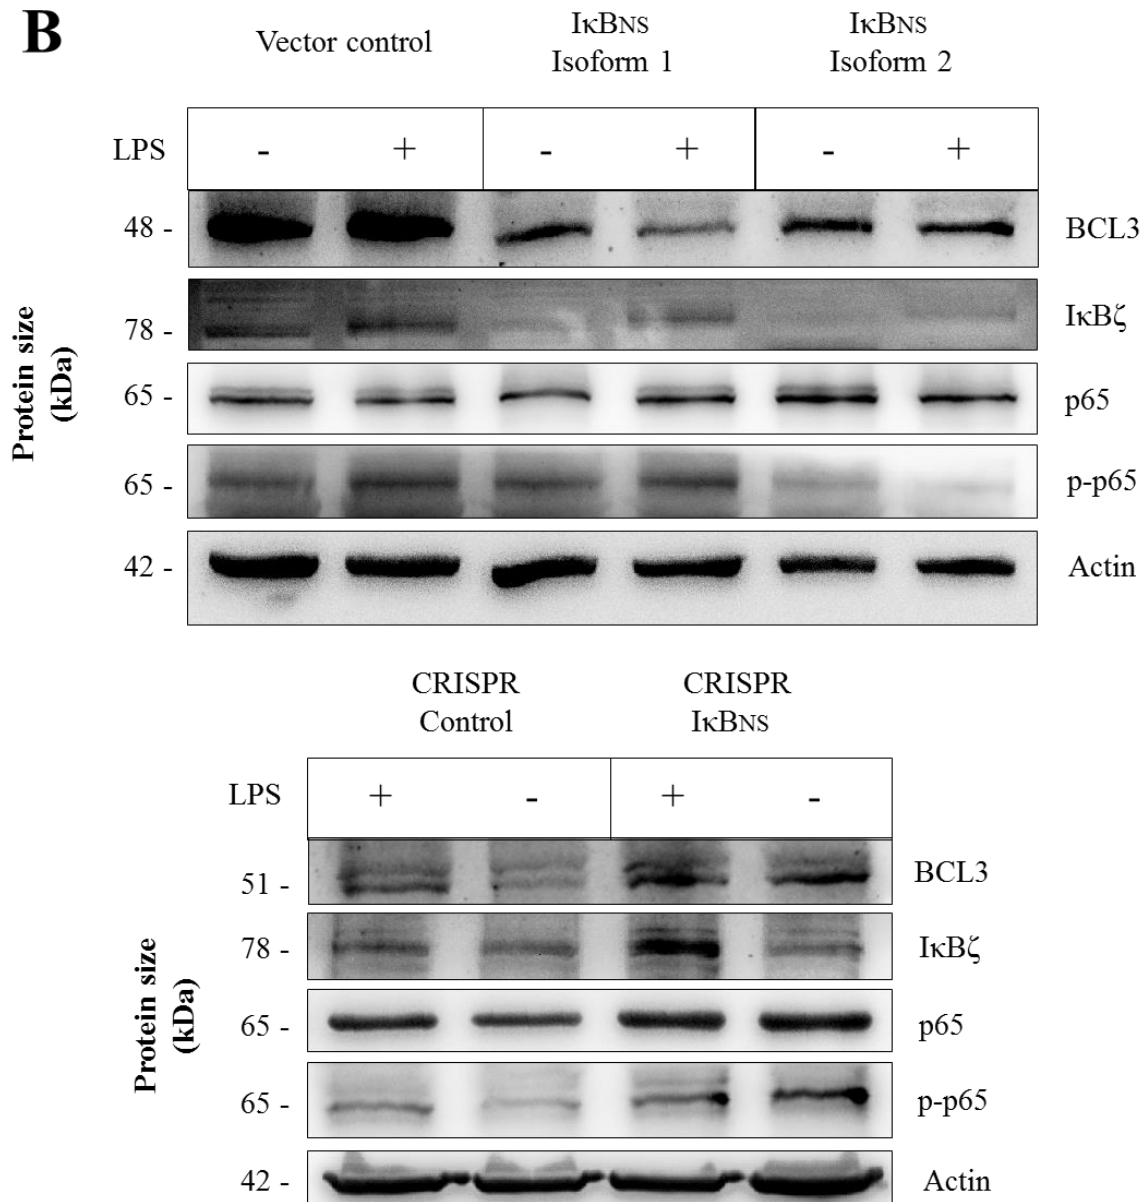 B
Vector control
IκBNS
Isoform 1
IκBNS
Isoform 2
LPS - + - + - +
48 - BCL3
78 - IκBζ
65 - p65
65 - p-p65
42 - Actin
Protein size
(kDa)
CRISPR
Control
CRISPR
IκBNS
LPS + - + -
51 - BCL3
78 - IκBζ
65 - p65
65 - p-p65
42 - Actin
Protein size
(kDa)